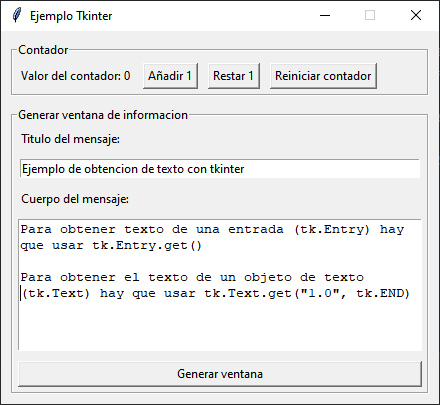 Ejemplo Tkinter
Contador
Valor del contador: 0 Añadir 1 Restar 1 Reiniciar contador
Generar ventana de informacion
Titulo del mensaje:
Ejemplo de obtencion de texto con tkinter
Cuerpo del mensaje:
Para obtener texto de una entrada (tk.Entry) hay
que usar tk.Entry.get()
Para obtener el texto de un objeto de texto
(tk.Text) hay que usar tk.Text.get("1.0", tk.END)
Generar ventana